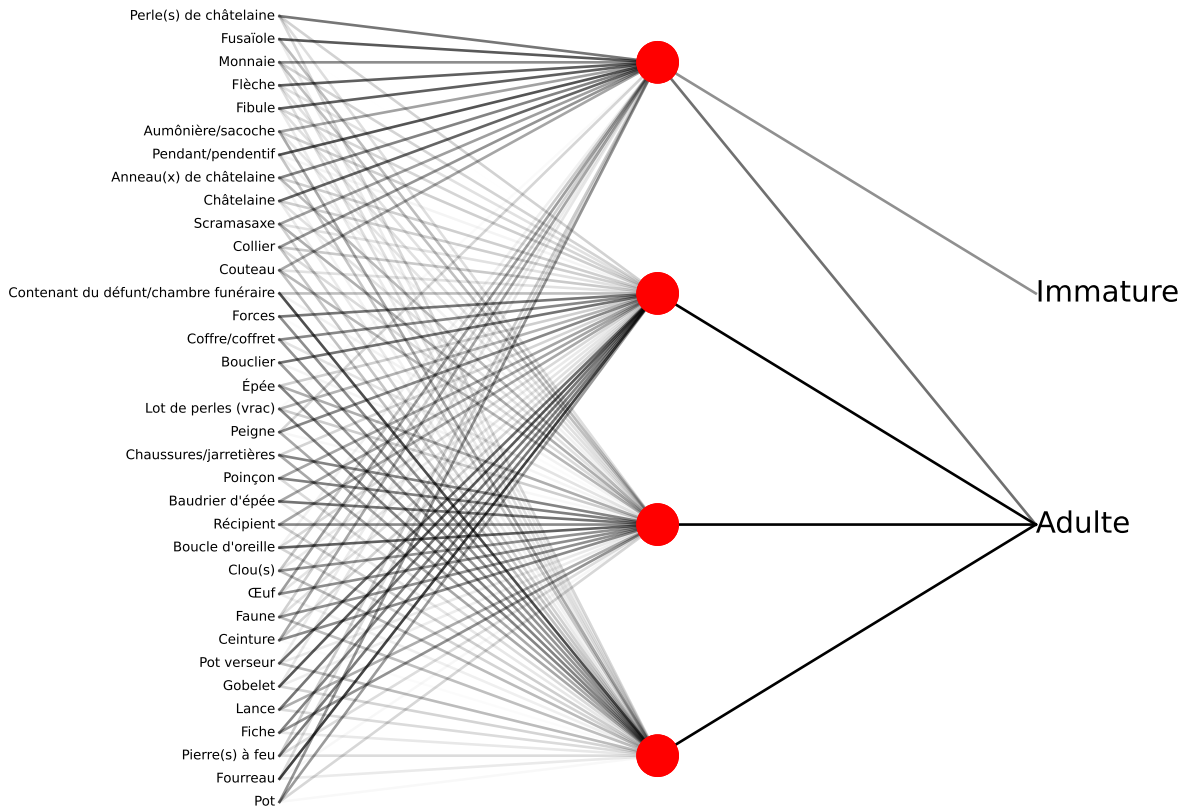 Perle(s) de châtelaine
Fusaïole
Monnaie
Flèche
Fibule
Aumônière/sacoche
Pendant/pendentif
Anneau(x) de châtelaine
Châtelaine
Scramasaxe
Collier
Couteau
Contenant du défunt/chambre funéraire
Forces
Coffre/coffret
Bouclier
Épée
Lot de perles (vrac)
Peigne
Chaussures/jarretières
Poinçon
Baudrier d'épée
Récipient
Boucle d'oreille
Clou(s)
Œuf
Faune
Ceinture
Pot verseur
Gobelet
Lance
Fiche
Pierre(s) à feu
Fourreau
Pot
Immature
Adulte